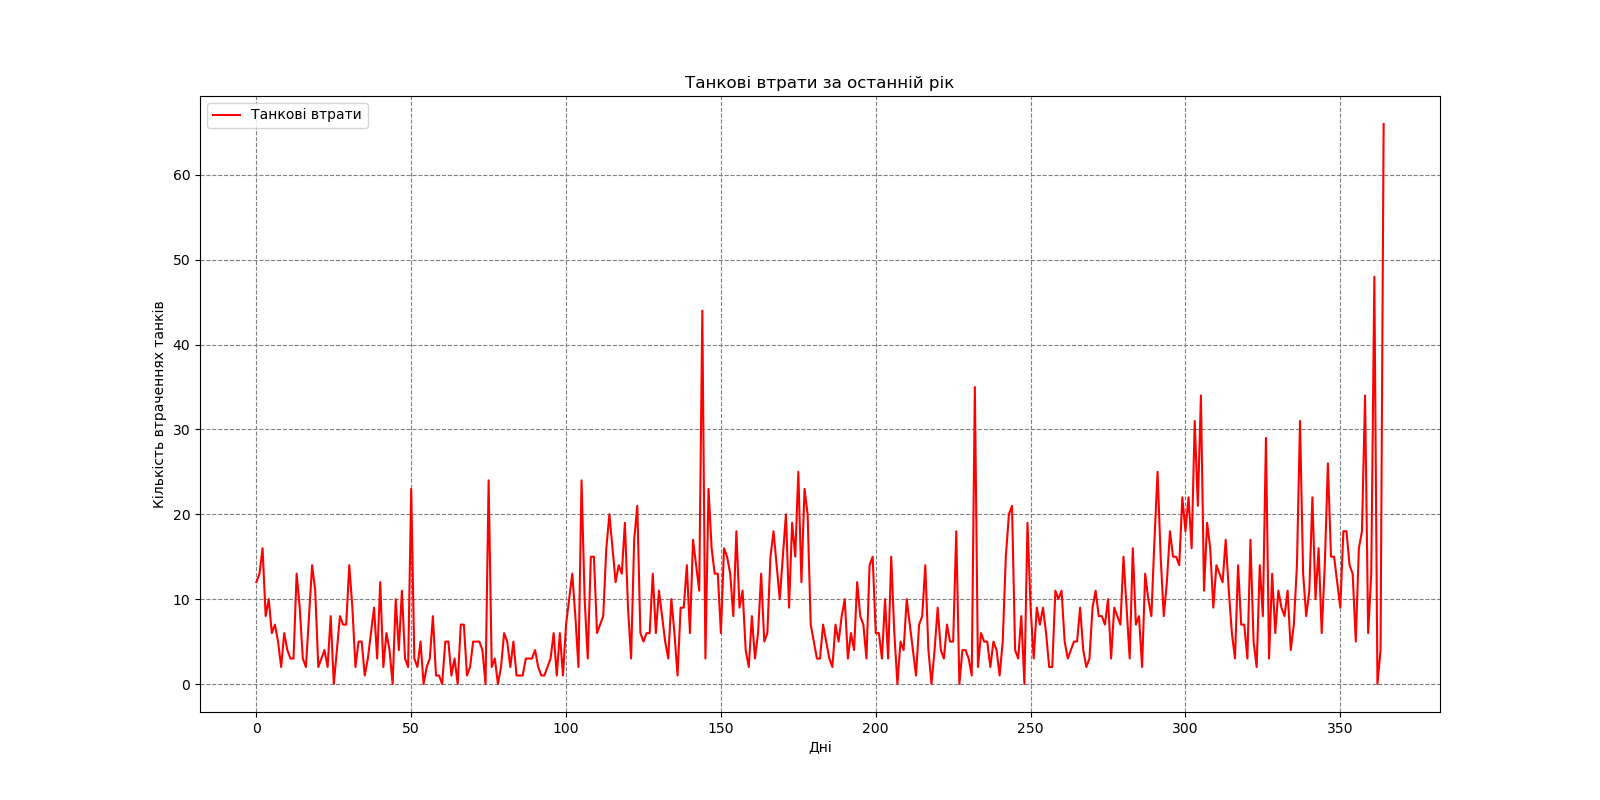 Танкові втрати за останній рік
Танкові втрати
Кількість втраченнях танків
60
50
40
30
20
10
0
0 50 100 150 200 250 300 350
Дні